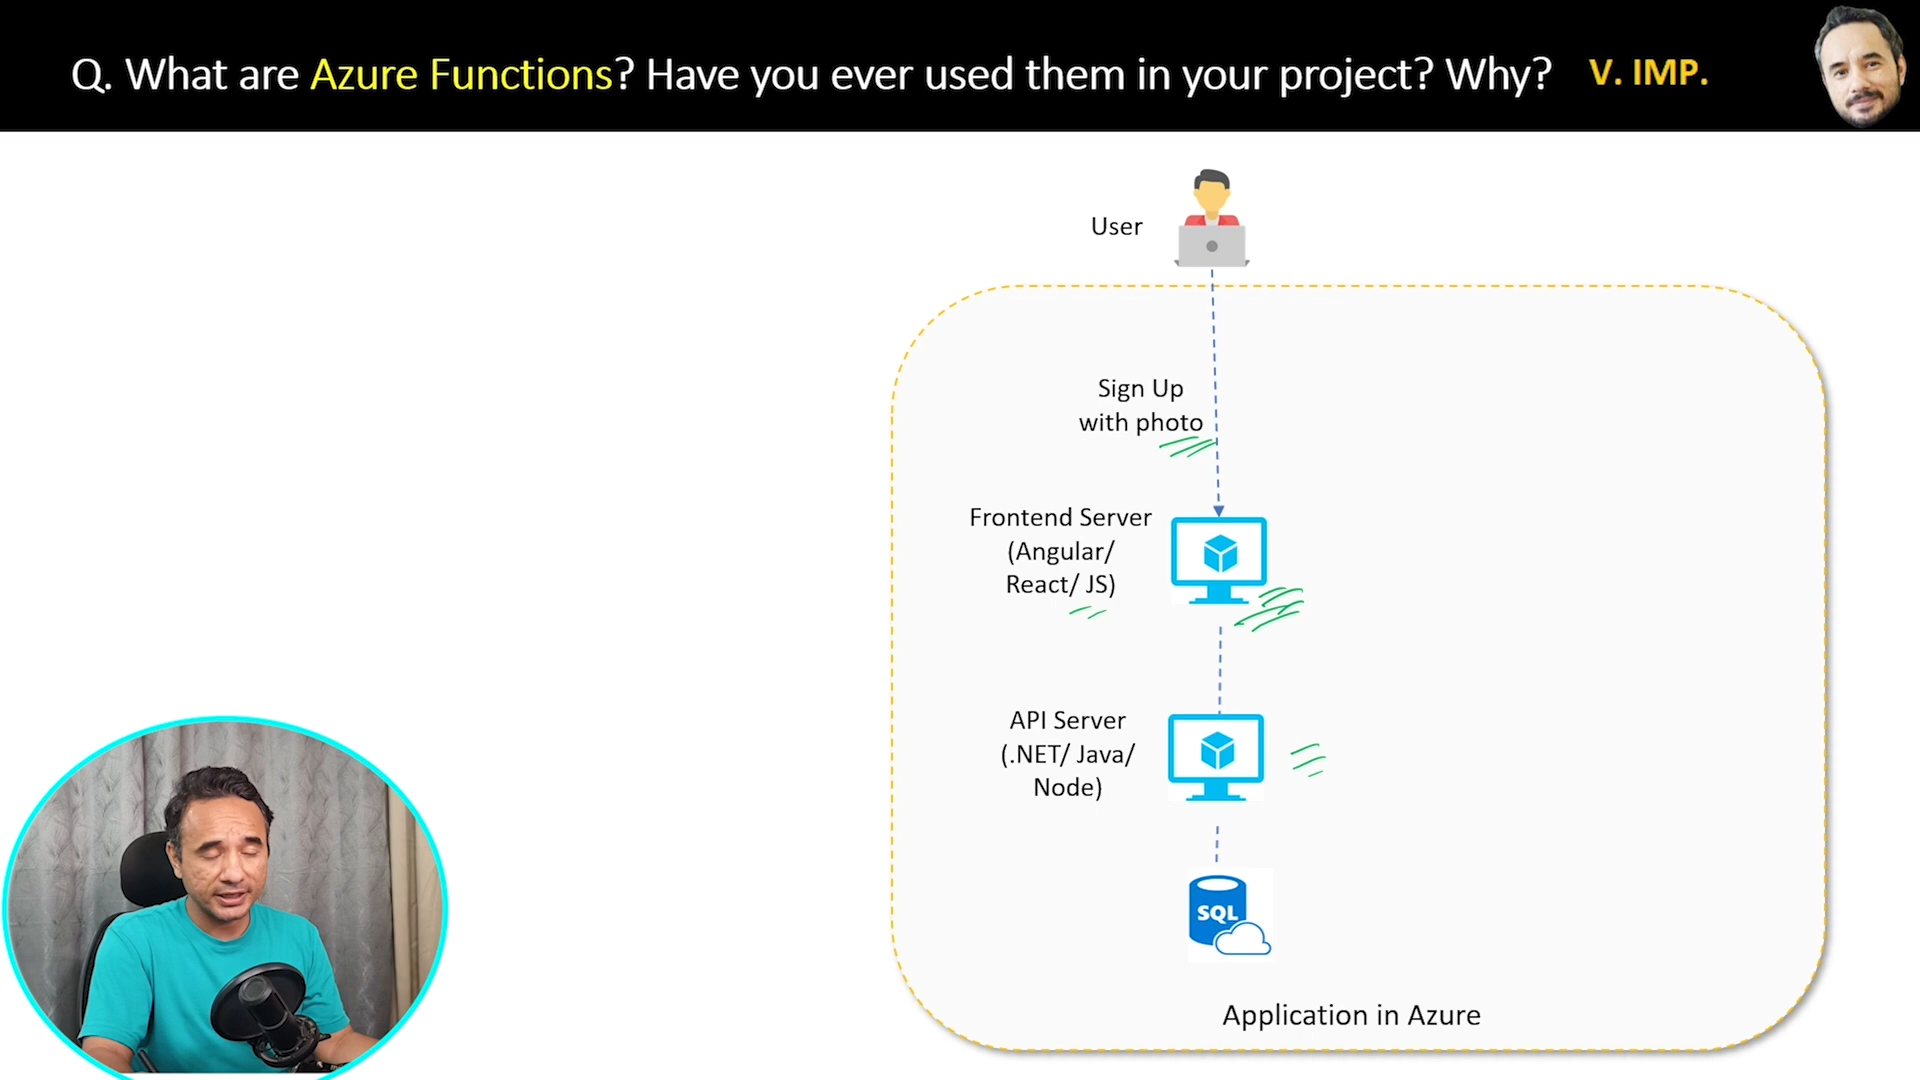 Q. What are Azure Functions? Have you ever used them in your project? Why? V. IMP.
User
Sign Up
with photo
Frontend Server
(Angular/
React/ JS)
API Server
(.NET/ Java/
Node)
SQL
Application in Azure